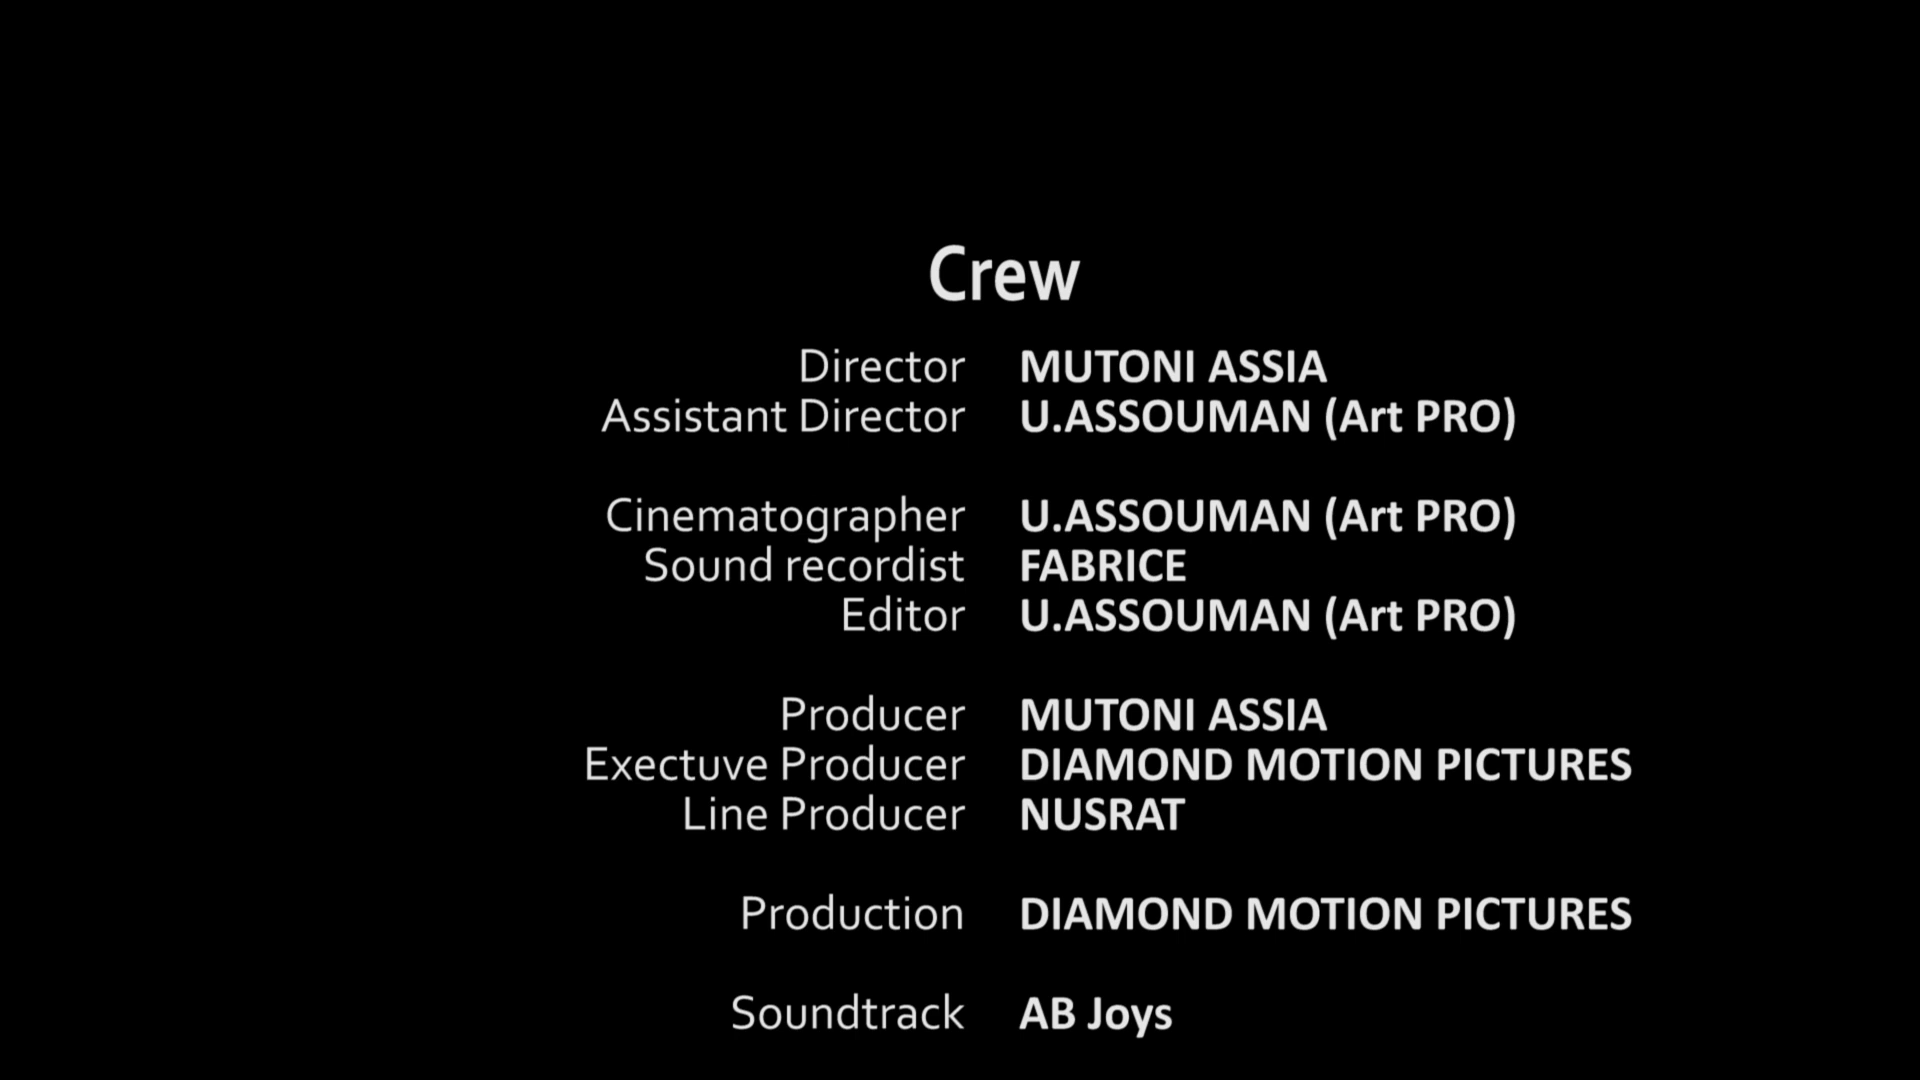 Crew
Director MUTONI ASSIA
Assistant Director U.ASSOUMAN (Art PRO)
Cinematographer U.ASSOUMAN (Art PRO)
Sound recordist FABRICE
Editor U.ASSOUMAN (Art PRO)
Producer MUTONI ASSIA
Exectuve Producer DIAMOND MOTION PICTURES
Line Producer NUSRAT
Production DIAMOND MOTION PICTURES
Soundtrack AB Joys